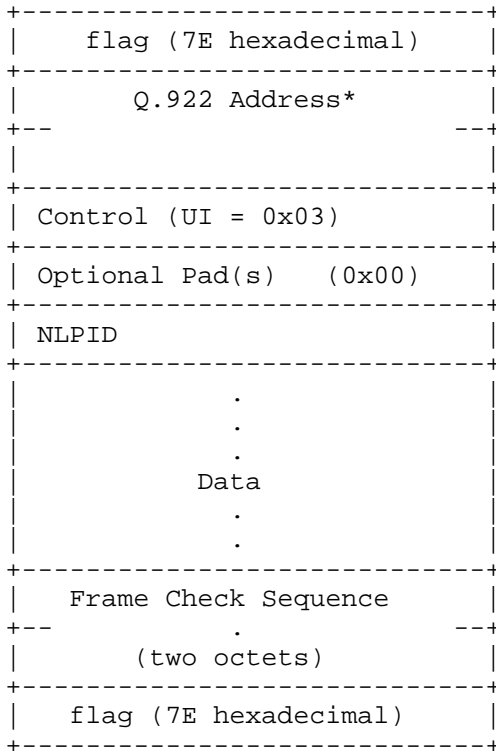 +-----------------------------+
|    flag (7E hexadecimal)    |
+-----------------------------+
|       Q.922 Address*        |
+--                         --+
|                             |
+-----------------------------+
| Control (UI = 0x03)         |
+-----------------------------+
| Optional Pad(s)   (0x00)    |
+-----------------------------+
| NLPID                       |
+-----------------------------+
|             .               |
|             .               |
|             .               |
|           Data              |
|             .               |
|             .               |
+-----------------------------+
|   Frame Check Sequence      |
+--           .             --+
|       (two octets)          |
+-----------------------------+
|   flag (7E hexadecimal)     |
+-----------------------------+